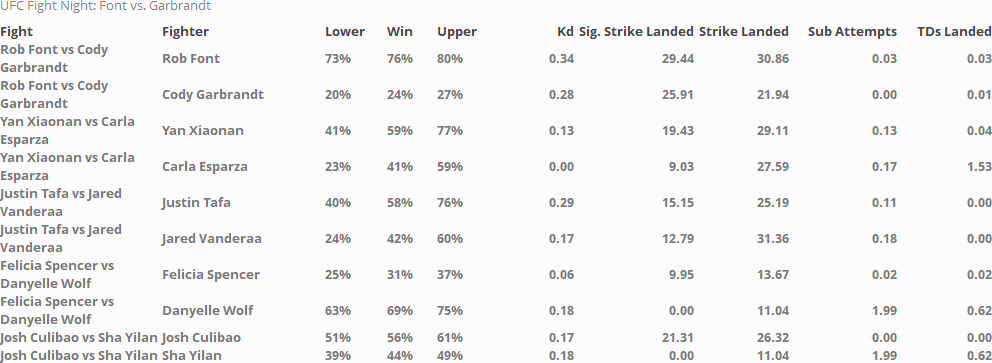 UFC Fight Night: Font vs. Garbrandt
Fight Fighter Lower Win Upper Kd Sig. Strike Landed Strike Landed Sub Attempts TDs Landed
Rob Font vs Cody
Garbrandt Rob Font 73% 76% 80% 0.34 29.44 30.86 0.03 0.03
Rob Font vs Cody
Garbrandt Cody Garbrandt 20% 24% 27% 0.28 25.91 21.94 0.00 0.01
Yan Xiaonan vs Carla
Esparza Yan Xiaonan 41% 59% 77% 0.13 19.43 29.11 0.13 0.04
Yan Xiaonan vs Carla
Esparza Carla Esparza 23% 41% 59% 0.00 9.03 27.59 0.17 1.53
Justin Tafa vs Jared
Vanderaa Justin Tafa 40% 58% 76% 0.29 15.15 25.19 0.11 0.00
Justin Tafa vs Jared
Vanderaa Jared Vanderaa 24% 42% 60% 0.17 12.79 31.36 0.18 0.00
Felicia Spencer vs
Danyelle Wolf Felicia Spencer 25% 31% 37% 0.06 9.95 13.67 0.02 0.02
Felicia Spencer vs
Danyelle Wolf Danyelle Wolf 63% 69% 75% 0.18 0.00 11.04 1.99 0.62
Josh Culibao vs Sha Yilan Josh Culibao 51% 56% 61% 0.17 21.31 26.32 0.00 0.00
Josh Culibao vs Sha Yilan Sha Yilan 39% 44% 49% 0.18 0.00 11.04 1.99 0.62